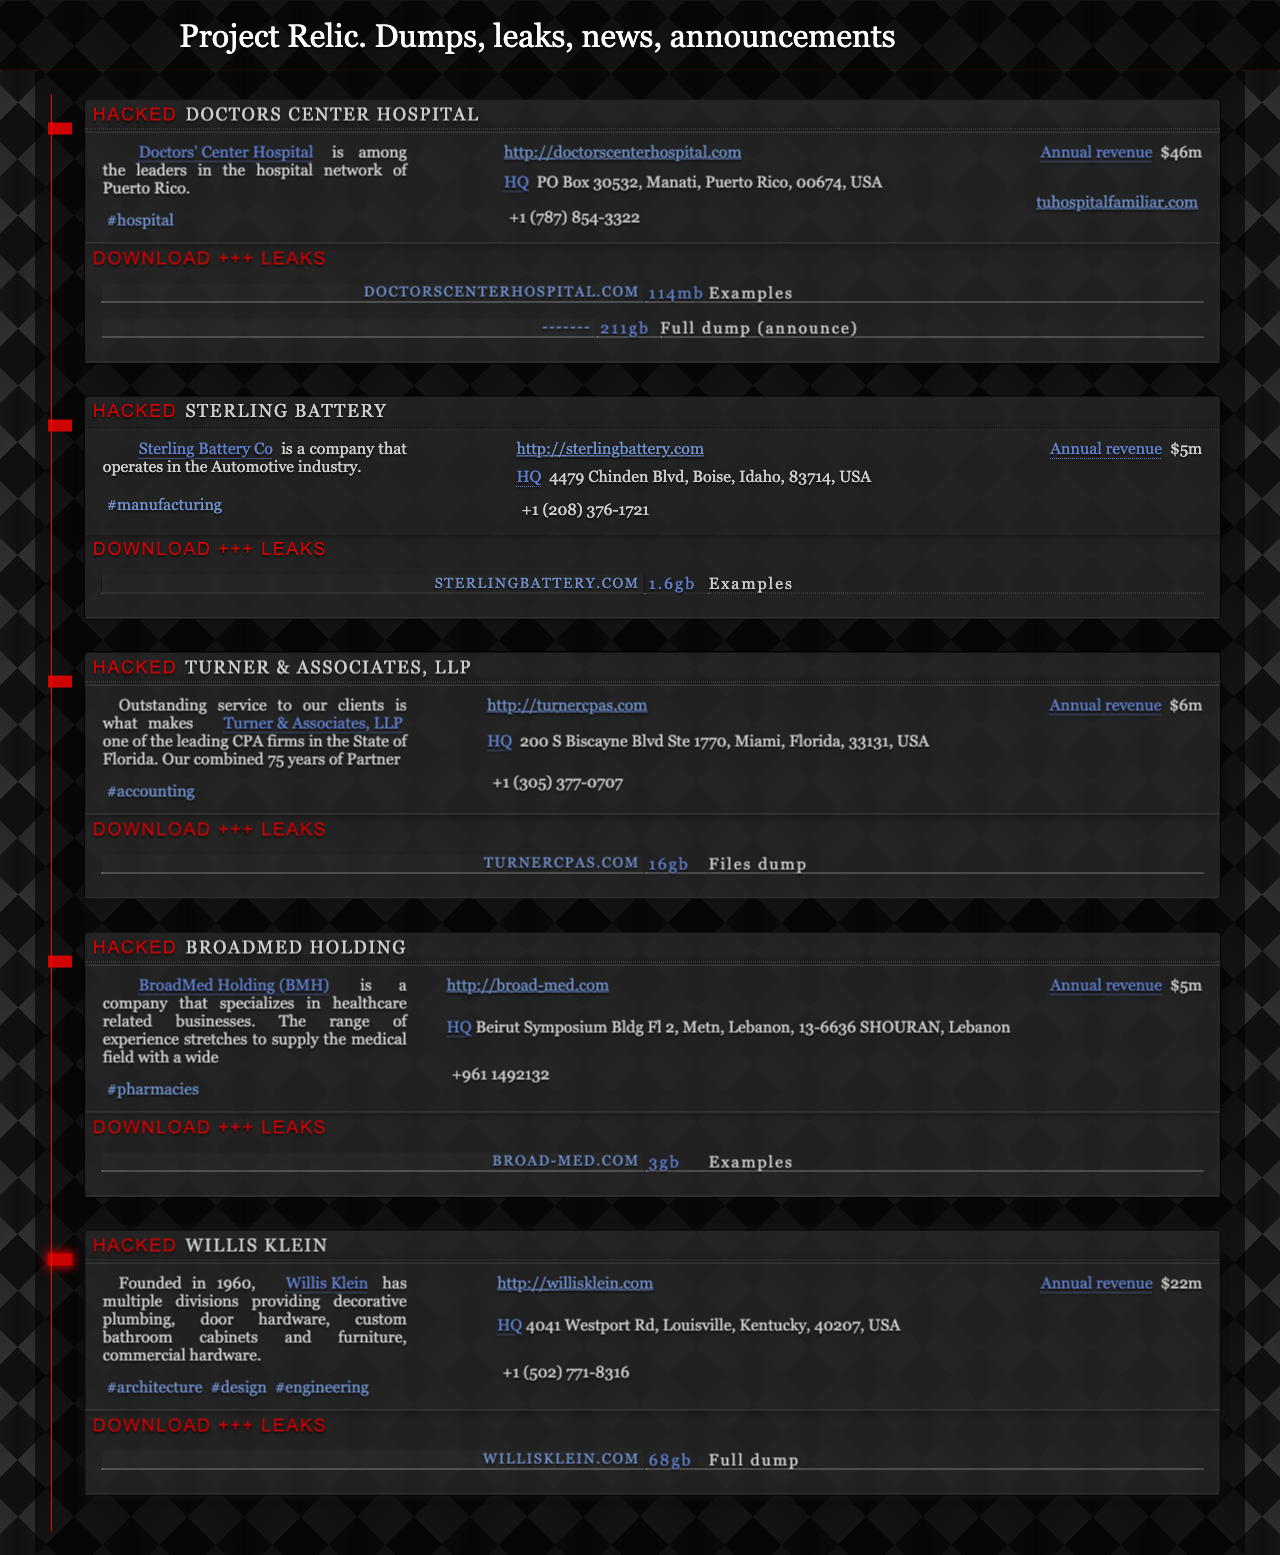 Project Relic. Dumps, leaks, news, announcements
HACKED DOCTORS CENTER HOSPITAL
Doctors' Center Hospital is among
the leaders in the hospital network of
Puerto Rico.
#hospital
http://doctorscenterhospital.com
HQ PO Box 30532, Manati, Puerto Rico, 00674, USA
+1 (787) 854-3322
Annual revenue $46m
tuhospitalfamiliar.com
DOWNLOAD +++ LEAKS
DOCTORSCENTERHOSPITAL.COM 114mb Examples
------- 211gb Full dump (announce)
HACKED STERLING BATTERY
Sterling Battery Co is a company that
operates in the Automotive industry.
#manufacturing
http://sterlingbattery.com
HQ 4479 Chinden Blvd, Boise, Idaho, 83714, USA
+1 (208) 376-1721
Annual revenue $5m
DOWNLOAD +++ LEAKS
STERLINGBATTERY.COM 1.6gb Examples
HACKED TURNER & ASSOCIATES, LLP
Outstanding service to our clients is
what makes Turner & Associates, LLP
one of the leading CPA firms in the State of
Florida. Our combined 75 years of Partner
#accounting
http://turnercpas.com
HQ 200 S Biscayne Blvd Ste 1770, Miami, Florida, 33131, USA
+1 (305) 377-0707
Annual revenue $6m
DOWNLOAD +++ LEAKS
TURNERCPAS.COM 16gb Files dump
HACKED BROADMED HOLDING
BroadMed Holding (BMH) is a
company that specializes in healthcare
related businesses. The range of
experience stretches to supply the medical
field with a wide
#pharmacies
http://broad-med.com
HQ Beirut Symposium Bldg Fl 2, Metn, Lebanon, 13-6636 SHOURAN, Lebanon
+961 1492132
Annual revenue $5m
DOWNLOAD +++ LEAKS
BROAD-MED.COM 3gb Examples
HACKED WILLIS KLEIN
Founded in 1960, Willis Klein has
multiple divisions providing decorative
plumbing, door hardware, custom
bathroom cabinets and furniture,
commercial hardware.
#architecture #design #engineering
http://willisklein.com
HQ 4041 Westport Rd, Louisville, Kentucky, 40207, USA
+1 (502) 771-8316
Annual revenue $22m
DOWNLOAD +++ LEAKS
WILLISKLEIN.COM 68gb Full dump